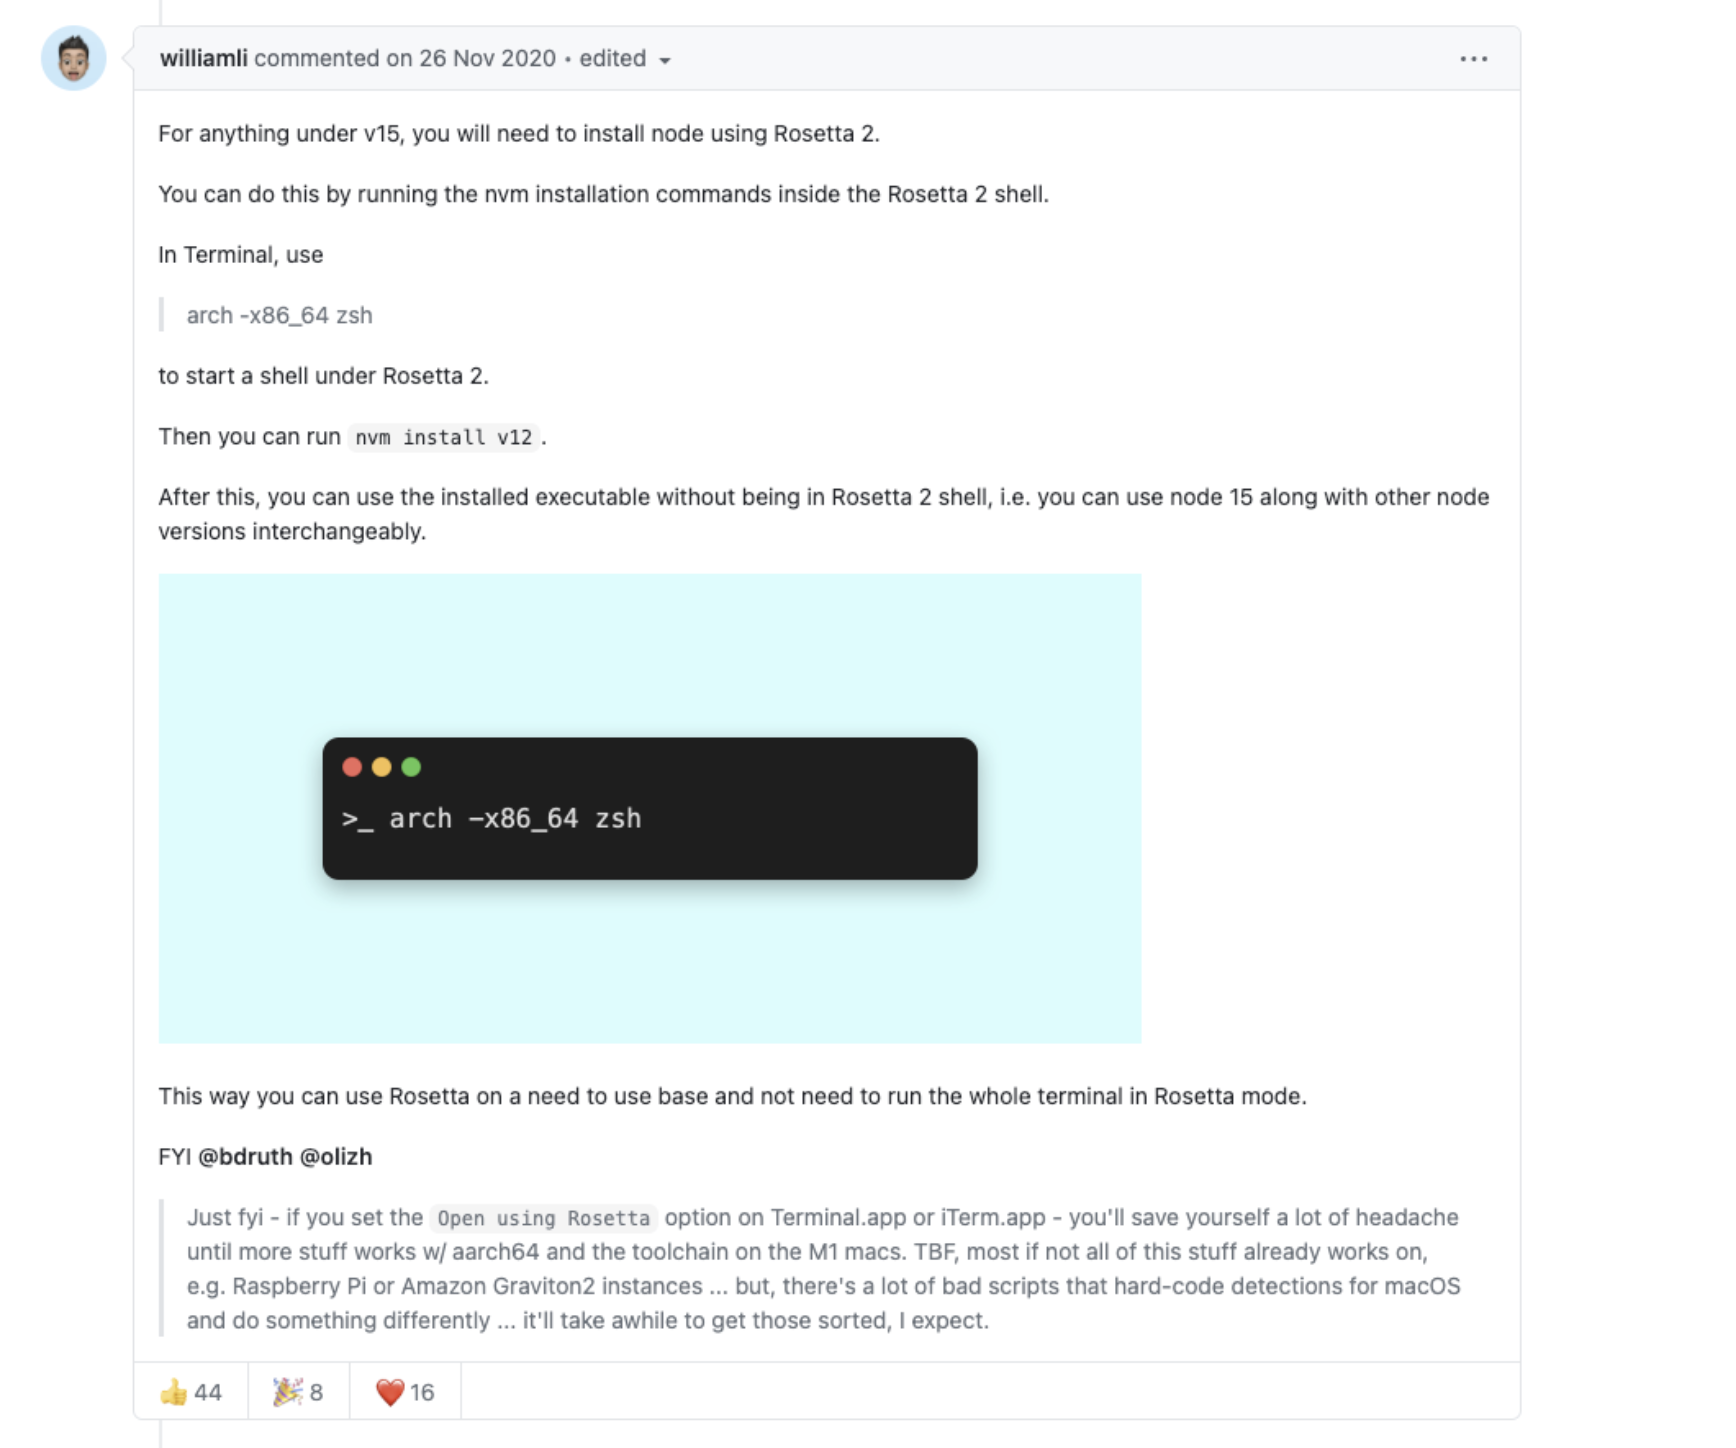 williamli commented on 26 Nov 2020 • edited
For anything under v15, you will need to install node using Rosetta 2.
You can do this by running the nvm installation commands inside the Rosetta 2 shell.
In Terminal, use
arch -x86_64 zsh
to start a shell under Rosetta 2.
Then you can run nvm install v12 .
After this, you can use the installed executable without being in Rosetta 2 shell, i.e. you can use node 15 along with other node
versions interchangeably.
>_ arch -x86_64 zsh
This way you can use Rosetta on a need to use base and not need to run the whole terminal in Rosetta mode.
FYI @bdruth @olizh
Just fyi - if you set the Open using Rosetta option on Terminal.app or iTerm.app - you'll save yourself a lot of headache
until more stuff works w/ aarch64 and the toolchain on the M1 macs. TBF, most if not all of this stuff already works on,
e.g. Raspberry Pi or Amazon Graviton2 instances ... but, there's a lot of bad scripts that hard-code detections for macOS
and do something differently ... it'll take awhile to get those sorted, I expect.
👍 44 🎉 8 ❤️ 16